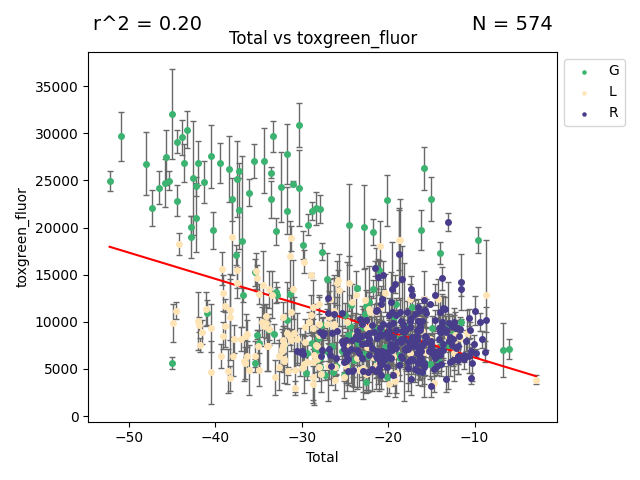 r^2 = 0.20
N = 574
Total vs toxgreen_fluor
G
L
R
35000
30000
25000
20000
15000
10000
5000
0
toxgreen_fluor
−50
−40
−30
−20
−10
Total